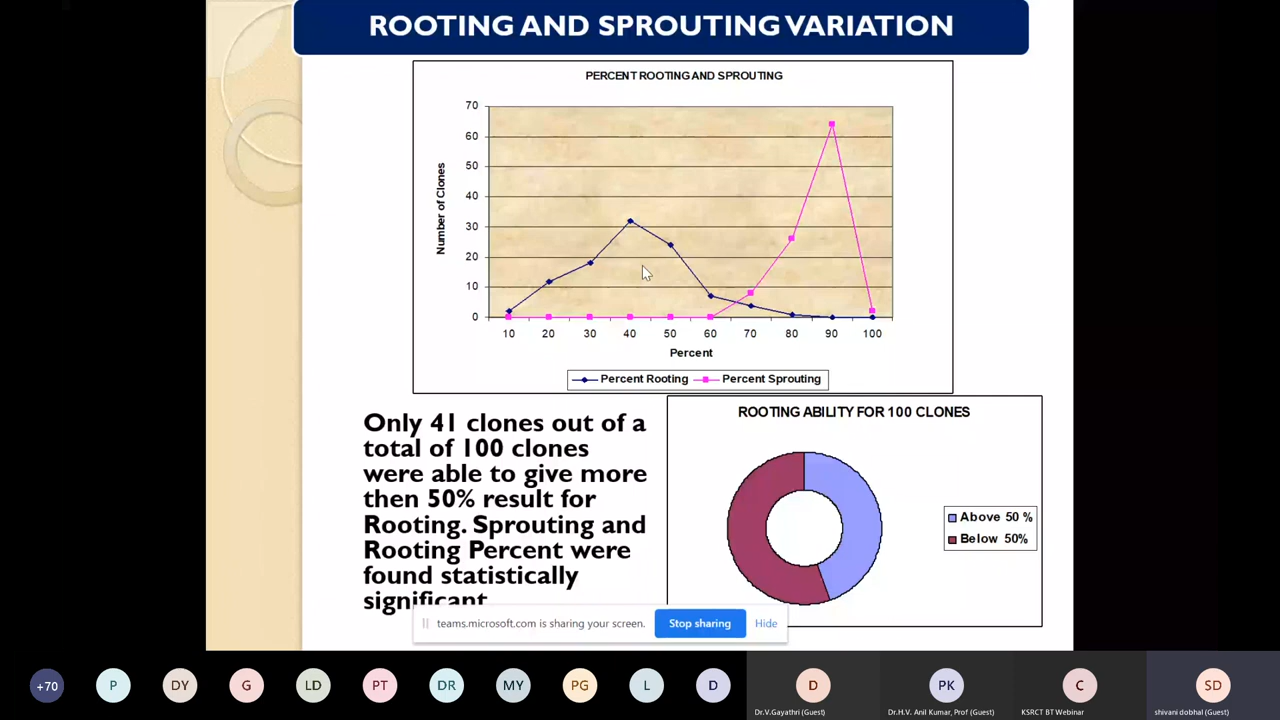 ROOTING AND SPROUTING VARIATION
PERCENT ROOTING AND SPROUTING
Number of Clones
70
60
50
40
30
20
10
0
10 20 30 40 50 60 70 80 90 100
Percent
Percent Rooting Percent Sprouting
Only 41 clones out of a
total of 100 clones
were able to give more
then 50% result for
Rooting. Sprouting and
Rooting Percent were
found statistically
significant
ROOTING ABILITY FOR 100 CLONES
Above 50 %
Below 50%
teams.microsoft.com is sharing your screen. Stop sharing Hide
+70 P DY G LD PT DR MY PG L D D PK C SD
Dr.V.Gayathri (Guest) Dr.H.V. Anil Kumar, Prof (Guest) KSRCT BT Webinar shivani dobhal (Guest)